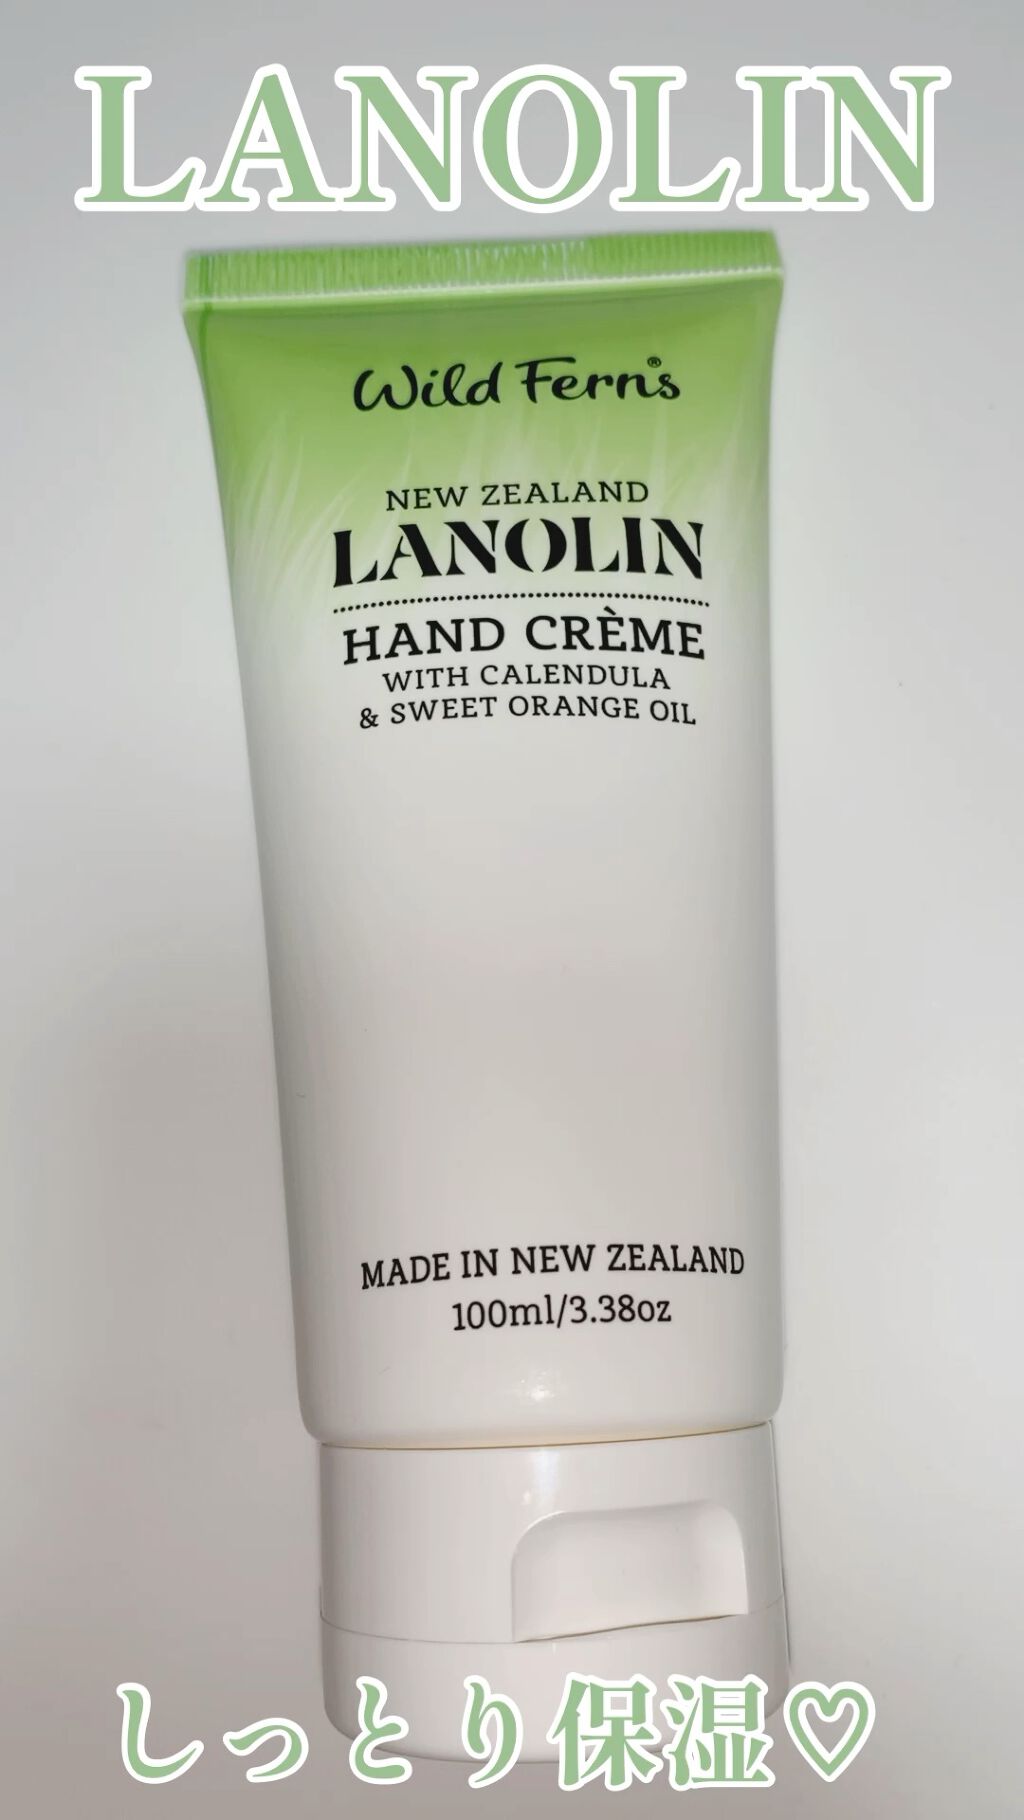 LANOLIN
Wild Ferns®
NEW ZEALAND
LANOLIN
HAND CRÈME
WITH CALENDULA
& SWEET ORANGE OIL
MADE IN NEW ZEALAND
100ml/3.38oz
しっとり保湿♡